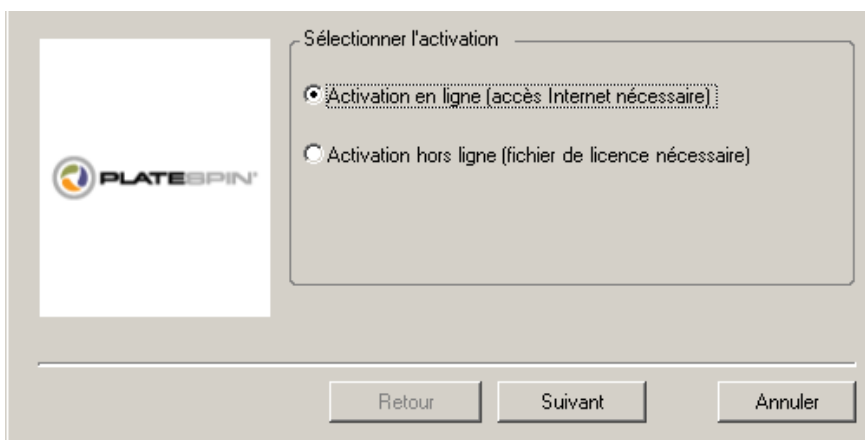 Sélectionner l'activation
Activation en ligne (accès Internet nécessaire)
Activation hors ligne (fichier de licence nécessaire)
PLATESPIN
Retour
Suivant
Annuler